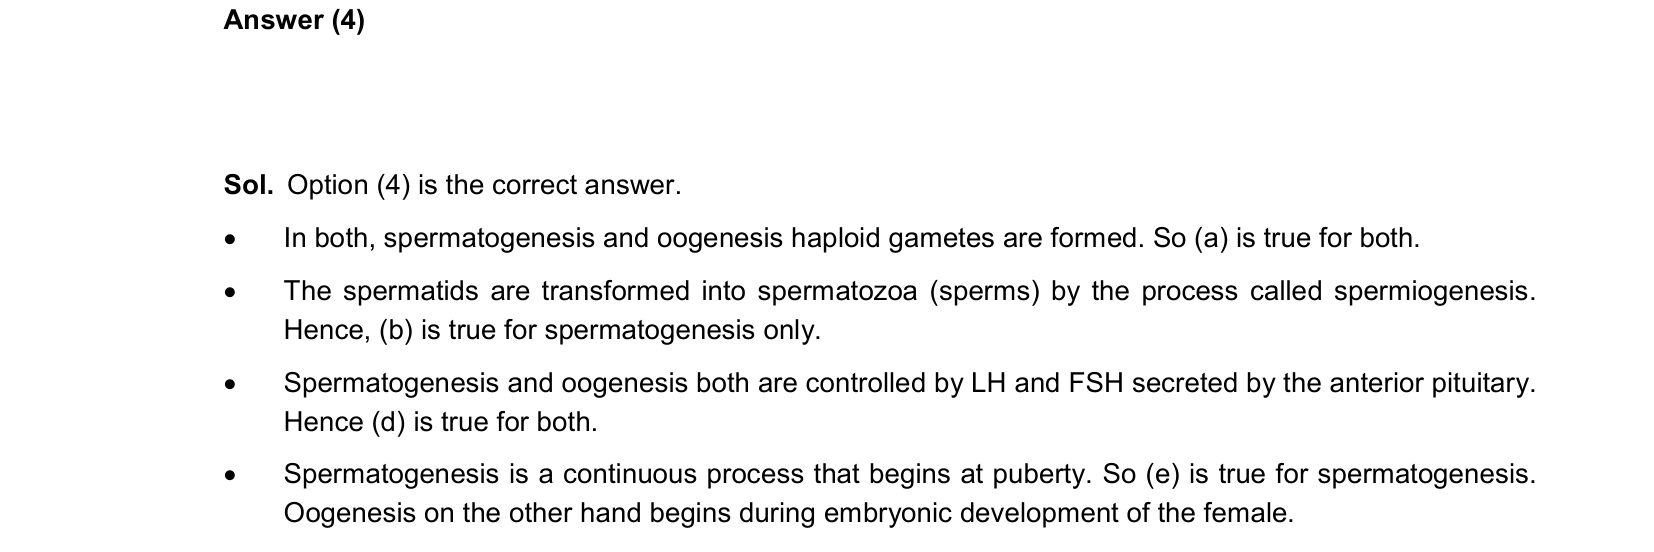 Answer (4)
Sol. Option (4) is the correct answer.
• In both, spermatogenesis and oogenesis haploid gametes are formed. So (a) is true for both.
• The spermatids are transformed into spermatozoa (sperms) by the process called spermiogenesis.
Hence, (b) is true for spermatogenesis only.
• Spermatogenesis and oogenesis both are controlled by LH and FSH secreted by the anterior pituitary.
Hence (d) is true for both.
• Spermatogenesis is a continuous process that begins at puberty. So (e) is true for spermatogenesis.
Oogenesis on the other hand begins during embryonic development of the female.